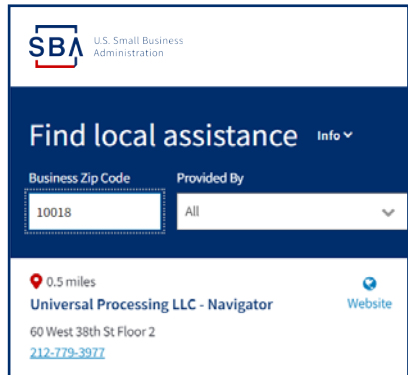 SBA
U.S. Small Business
Administration
Find local assistance Info
Business Zip Code Provided By
10018 All
0.5 miles
Universal Processing LLC - Navigator Website
60 West 38th St Floor 2
212-779-3977